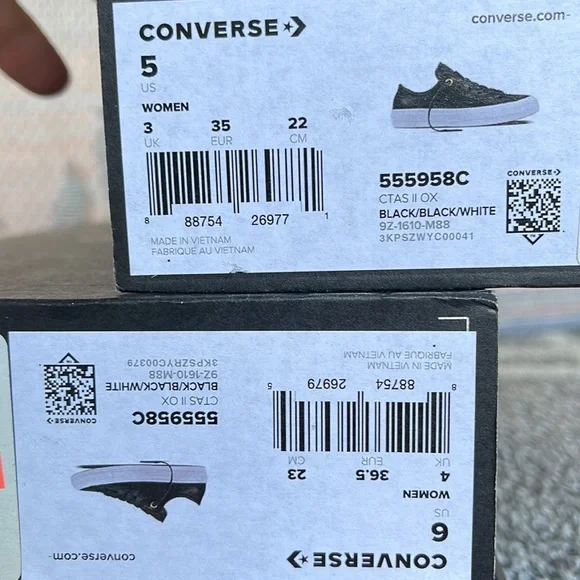 CONVERSE
converse.com-
5
US
WOMEN
3 35 22
UK EUR CM
8 88754 26977 1
MADE IN VIETNAM
FABRIQUE AU VIETNAM
555958C
CTAS II OX
BLACK/BLACK/WHITE
9Z-1610-M88
3KPSZWYC00041
CONVERSE
CONVERSE
converse.com-
6
US
WOMEN
4 36.5 23
UK EUR CM
8 88754 26979 5
MADE IN VIETNAM
FABRIQUE AU VIETNAM
555958C
CTAS II OX
BLACK/BLACK/WHITE
9Z-1610-M88
3KPSZRYC00379
CONVERSE